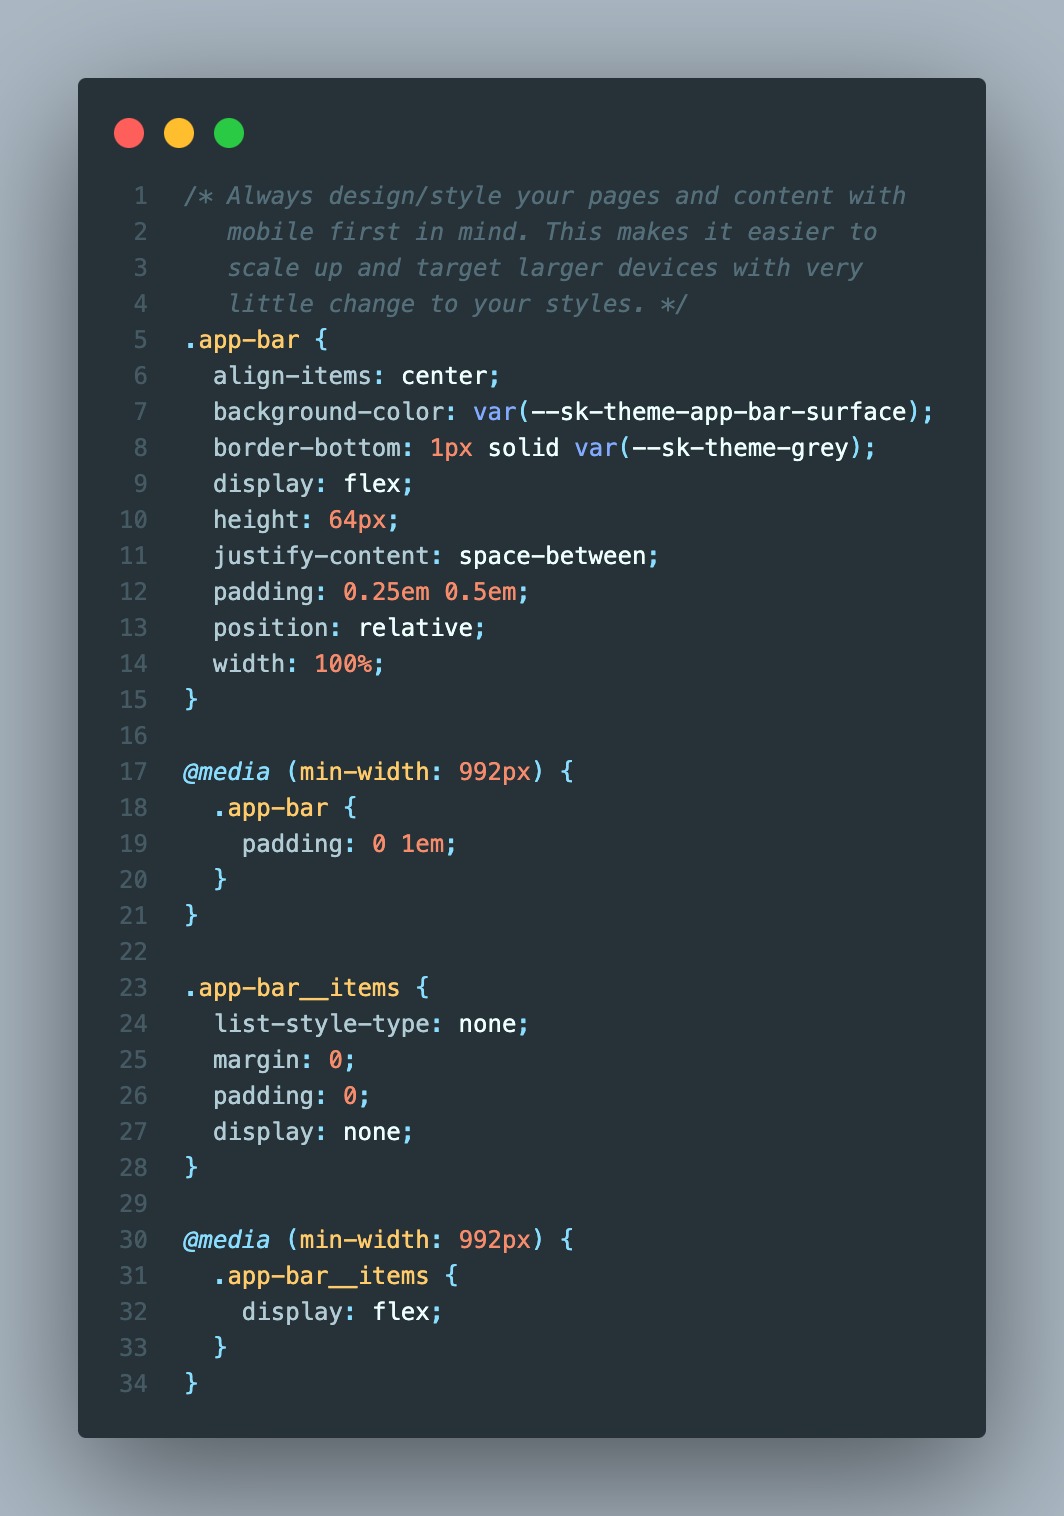 1 /* Always design/style your pages and content with
2    mobile first in mind. This makes it easier to
3    scale up and target larger devices with very
4    little change to your styles. */
5 .app-bar {
6   align-items: center;
7   background-color: var(--sk-theme-app-bar-surface);
8   border-bottom: 1px solid var(--sk-theme-grey);
9   display: flex;
10   height: 64px;
11   justify-content: space-between;
12   padding: 0.25em 0.5em;
13   position: relative;
14   width: 100%;
15 }
16
17 @media (min-width: 992px) {
18   .app-bar {
19     padding: 0 1em;
20   }
21 }
22
23 .app-bar__items {
24   list-style-type: none;
25   margin: 0;
26   padding: 0;
27   display: none;
28 }
29
30 @media (min-width: 992px) {
31   .app-bar__items {
32     display: flex;
33   }
34 }